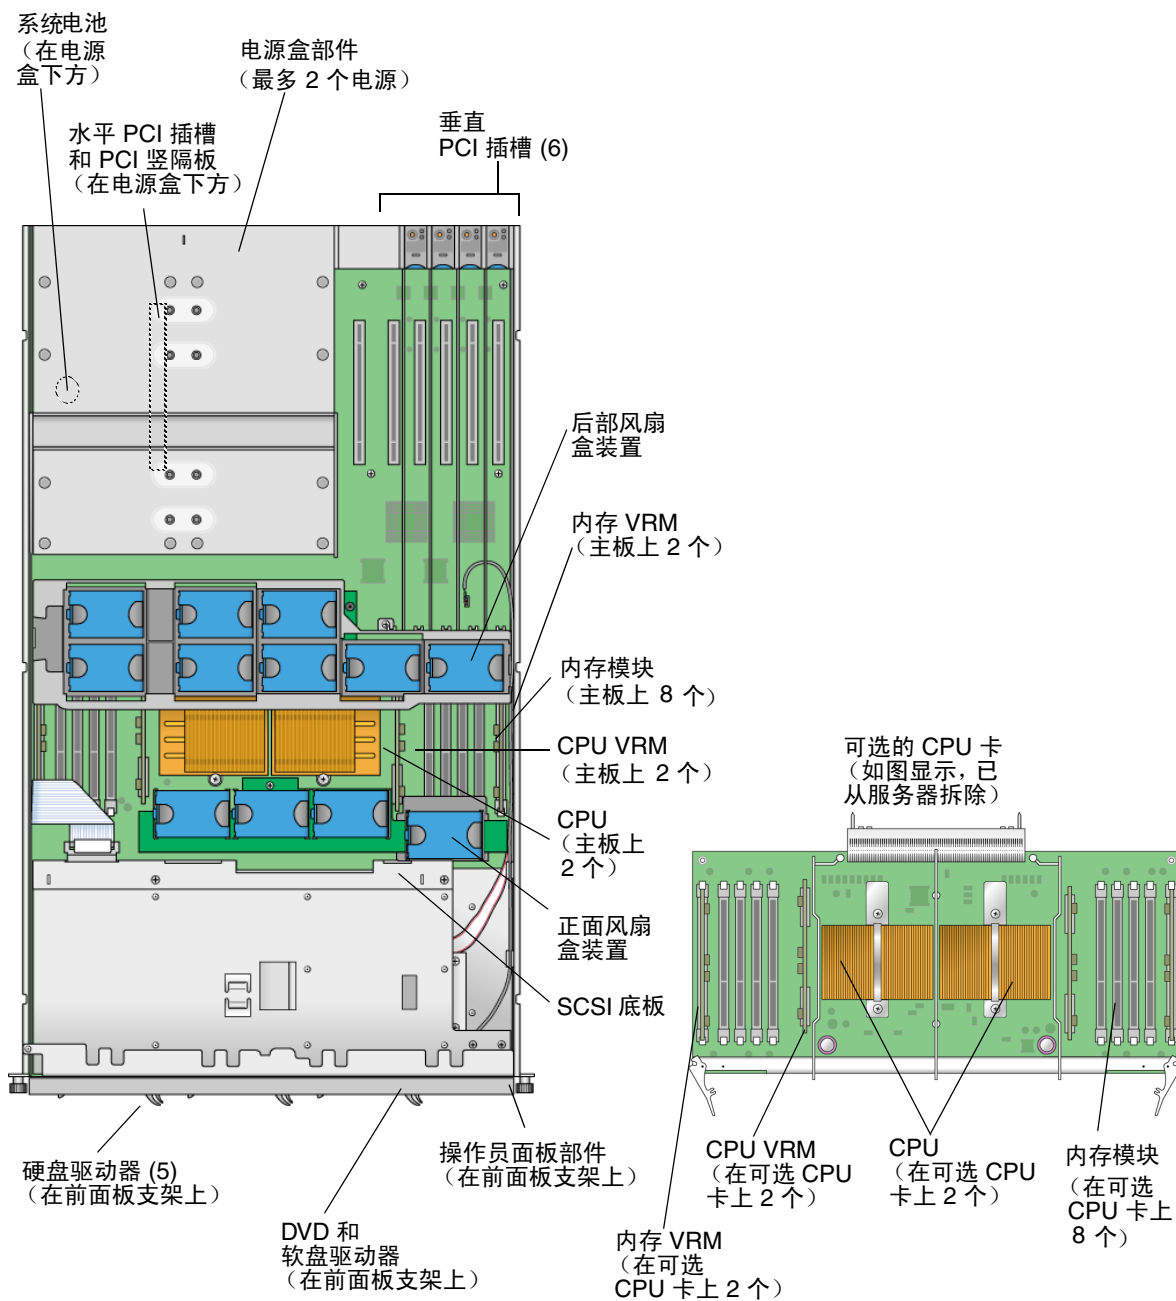 系统电池
（在电源
盒下方）
电源盒部件
（最多 2 个电源）
水平 PCI 插槽
和 PCI 竖隔板
（在电源盒下方）
垂直
PCI 插槽 (6)
后部风扇
盒装置
内存 VRM
（主板上 2 个）
内存模块
（主板上 8 个）
CPU VRM
（主板上 2 个）
CPU
（主板上
2 个）
正面风扇
盒装置
SCSI 底板
可选的 CPU 卡
（如图显示，已
从服务器拆除）
硬盘驱动器 (5)
（在前面板支架上）
DVD 和
软盘驱动器
（在前面板支架上）
操作员面板部件
（在前面板支架上）
内存 VRM
（在可选
CPU 卡上 2 个）
CPU VRM
（在可选 CPU
卡上 2 个）
CPU
（在可选 CPU
卡上 2 个）
内存模块
（在可选
CPU 卡上
8 个）